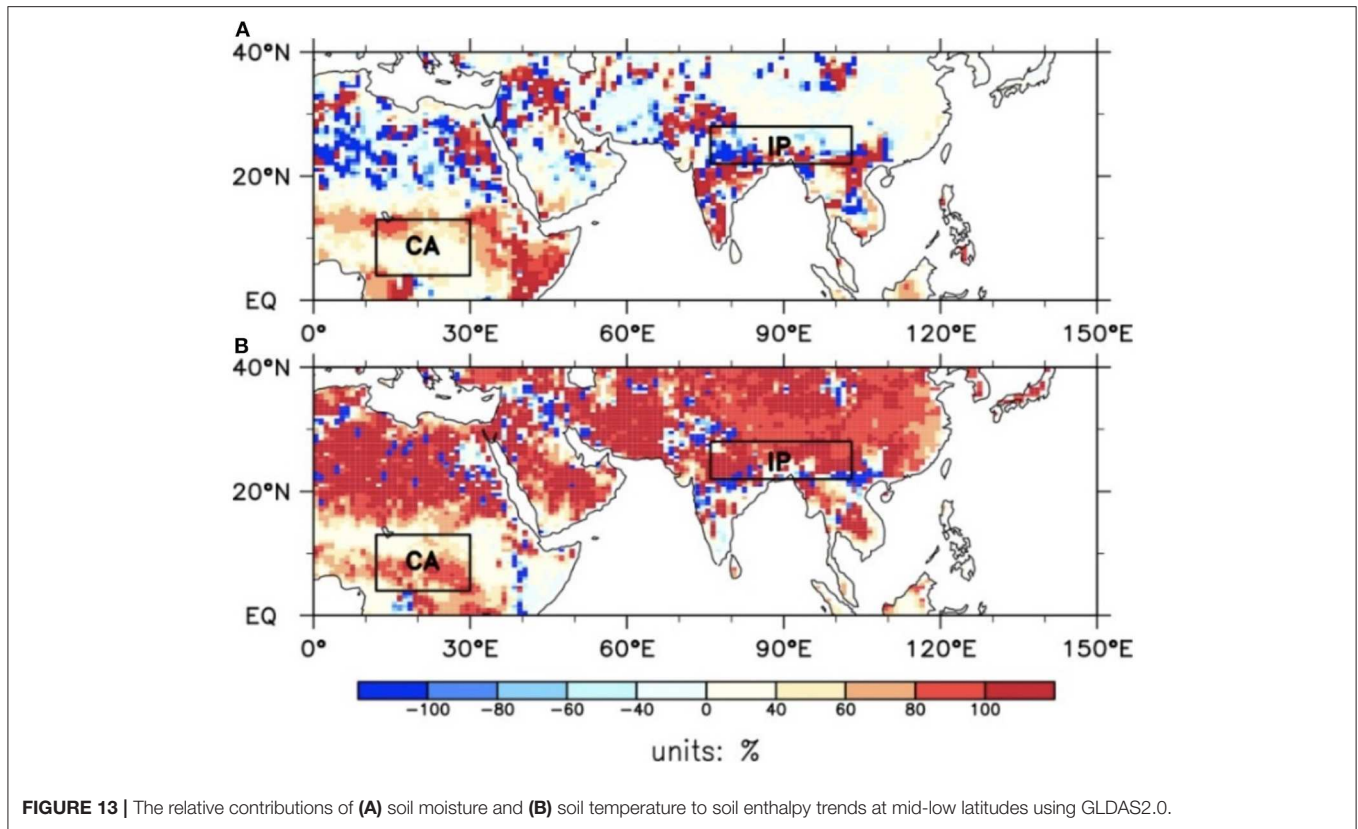 A
40°N
20°N
EQ
IP
CA
0° 30°E 60°E 90°E 120°E 150°E
B
40°N
20°N
EQ
IP
CA
0° 30°E 60°E 90°E 120°E 150°E
−100 −80 −60 −40 0 40 60 80 100
units: %
FIGURE 13 | The relative contributions of (A) soil moisture and (B) soil temperature to soil enthalpy trends at mid-low latitudes using GLDAS2.0.